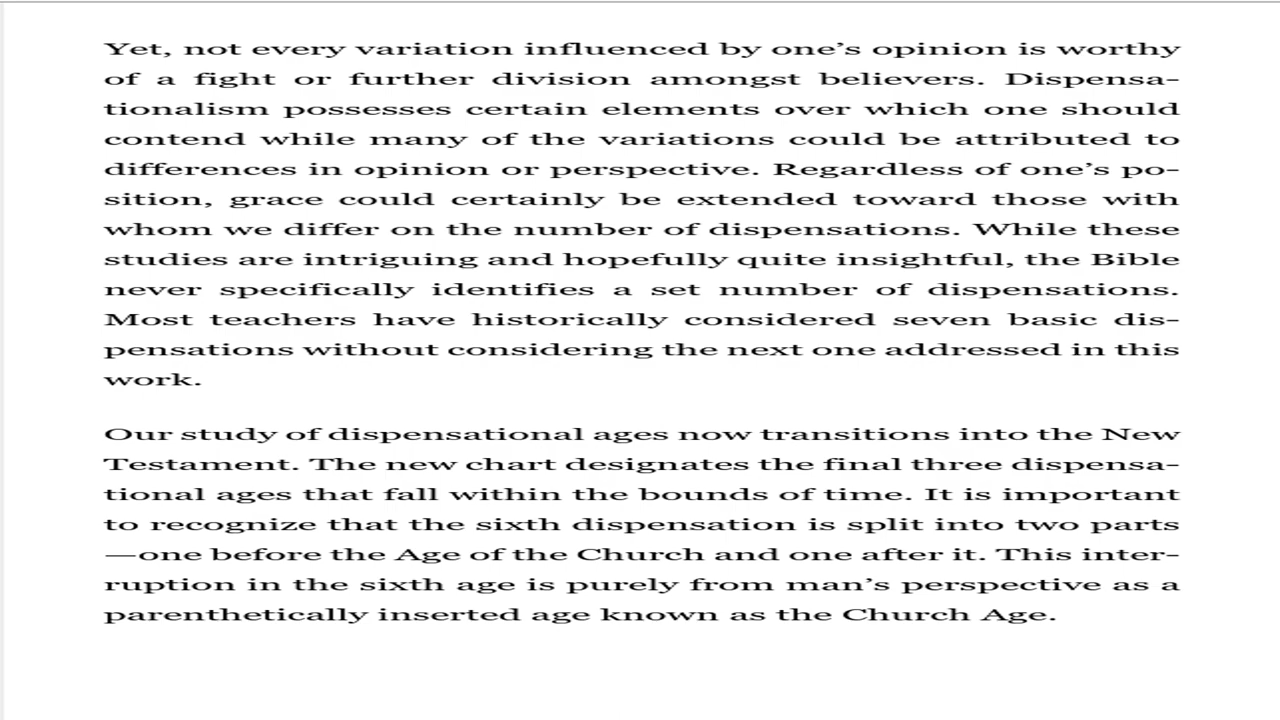 Yet, not every variation influenced by one’s opinion is worthy
of a fight or further division amongst believers. Dispensa-
tionalism possesses certain elements over which one should
contend while many of the variations could be attributed to
differences in opinion or perspective. Regardless of one’s po-
sition, grace could certainly be extended toward those with
whom we differ on the number of dispensations. While these
studies are intriguing and hopefully quite insightful, the Bible
never specifically identifies a set number of dispensations.
Most teachers have historically considered seven basic dis-
pensations without considering the next one addressed in this
work.
Our study of dispensational ages now transitions into the New
Testament. The new chart designates the final three dispensa-
tional ages that fall within the bounds of time. It is important
to recognize that the sixth dispensation is split into two parts
—one before the Age of the Church and one after it. This inter-
ruption in the sixth age is purely from man’s perspective as a
parenthetically inserted age known as the Church Age.